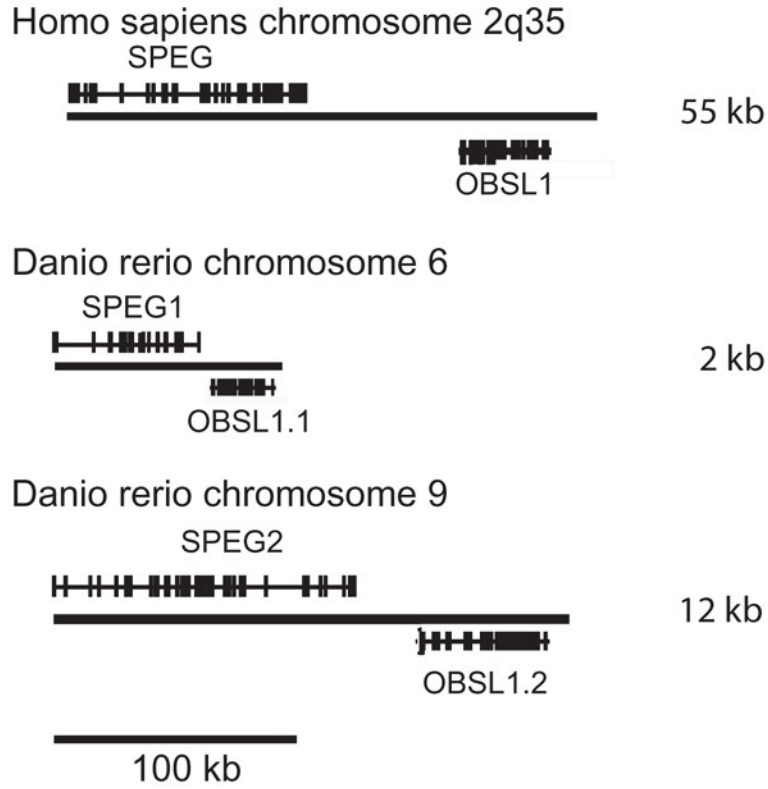 Homo sapiens chromosome 2q35
SPEG
55 kb
OBSL1
Danio rerio chromosome 6
SPEG1
2 kb
OBSL1.1
Danio rerio chromosome 9
SPEG2
12 kb
OBSL1.2
100 kb